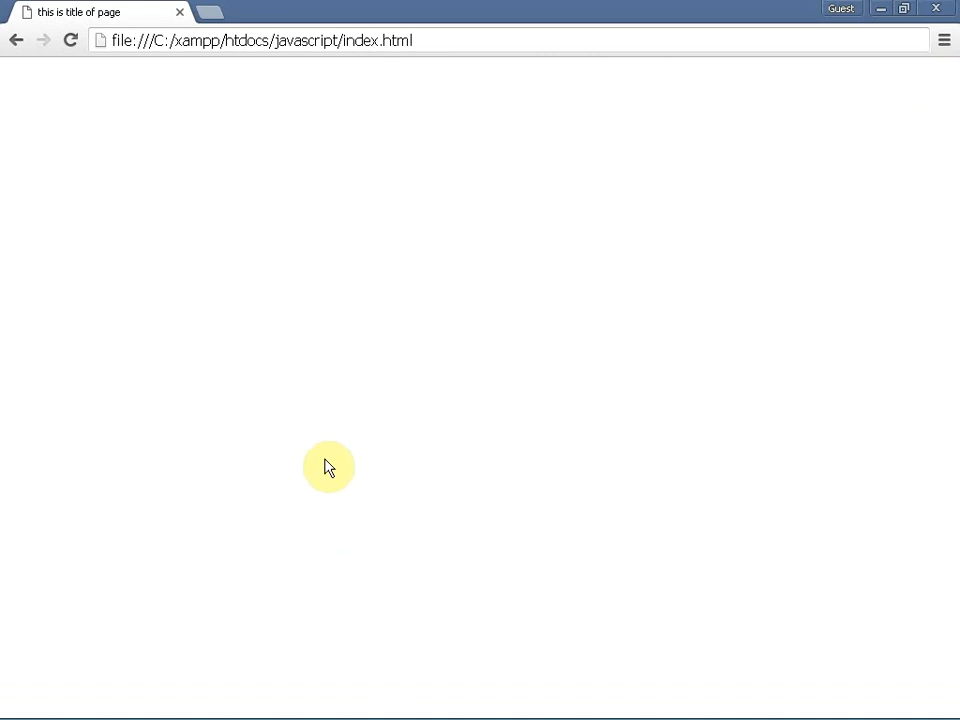 this is title of page
Guest
file:///C:/xampp/htdocs/javascript/index.html